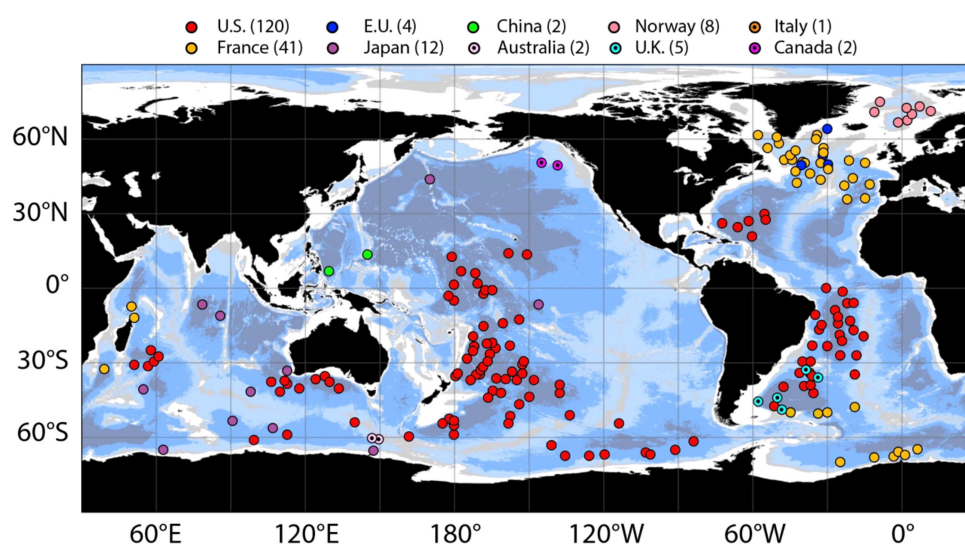 U.S. (120) E.U. (4) China (2) Norway (8) Italy (1)
France (41) Japan (12) Australia (2) U.K. (5) Canada (2)
60°N
30°N
0°
30°S
60°S
60°E 120°E 180° 120°W 60°W 0°